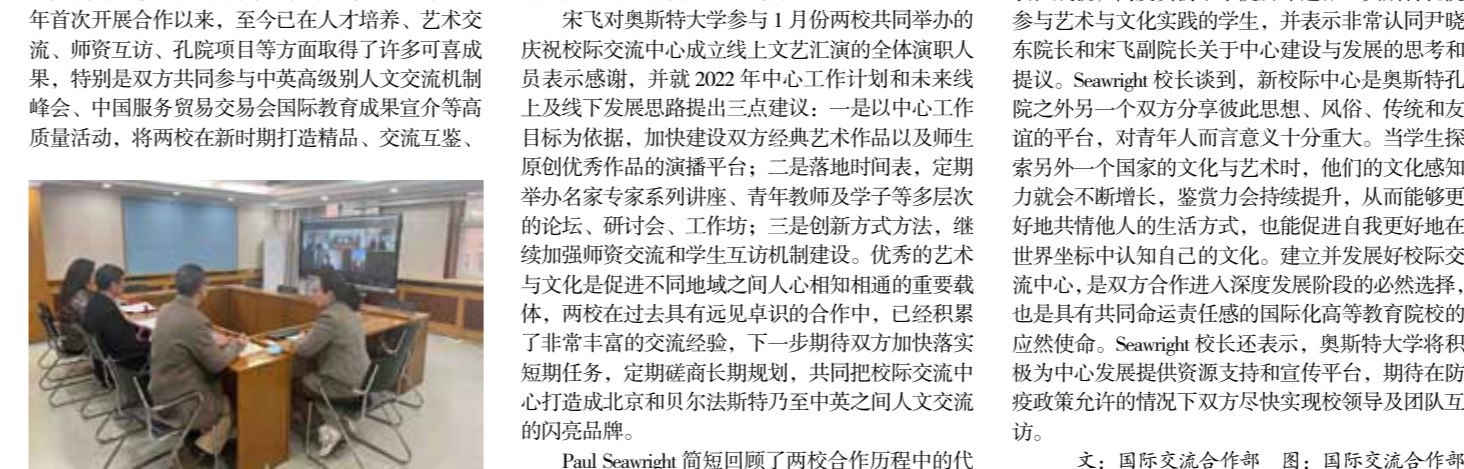 年首次开展合作以来，至今已在人才培养、艺术交
流、师资互访、孔院项目等方面取得了许多可喜成
果，特别是双方共同参与中英高级别人文交流机制
峰会、中国服务贸易交易会国际教育成果宣介等高
质量活动，将两校在新时期打造精品、交流互鉴、
宋飞对奥斯特大学参与1月份两校共同举办的
庆祝校际交流中心成立线上文艺汇演的全体演职人
员表示感谢，并就 2022 年中心工作计划和未来线
上及线下发展思路提出三点建议：一是以中心工作
目标为依据，加快建设双方经典艺术作品以及师生
原创优秀作品的演播平台；二是落地时间表，定期
举办名家专家系列讲座、青年教师及学子等多层次
的论坛、研讨会、工作坊；三是创新方式方法，继
续加强师资交流和学生互访机制建设。优秀的艺术
与文化是促进不同地域之间人心相知相通的重要载
体，两校在过去具有远见卓识的合作中，已经积累
了非常丰富的交流经验，下一步期待双方加快落实
短期任务，定期磋商长期规划，共同把校际交流中
心打造成北京和贝尔法斯特乃至中英之间人文交流
的闪亮品牌。
Paul Seawright 简短回顾了两校合作历程中的代
参与艺术与文化实践的学生，并表示非常认同尹晓
东院长和宋飞副院长关于中心建设与发展的思考和
提议。Seawright 校长谈到，新校际中心是奥斯特孔
院之外另一个双方分享彼此思想、风俗、传统和友
谊的平台，对青年人而言意义十分重大。当学生探
索另外一个国家的文化与艺术时，他们的文化感知
力就会不断增长，鉴赏力会持续提升，从而能够更
好地共情他人的生活方式，也能促进自我更好地在
世界坐标中认知自己的文化。建立并发展好校际交
流中心，是双方合作进入深度发展阶段的必然选择，
也是具有共同命运责任感的国际化高等教育院校的
应然使命。Seawright 校长还表示，奥斯特大学将积
极为中心发展提供资源支持和宣传平台，期待在防
疫政策允许的情况下双方尽快实现校领导及团队互
访。
文：国际交流合作部 图：国际交流合作部